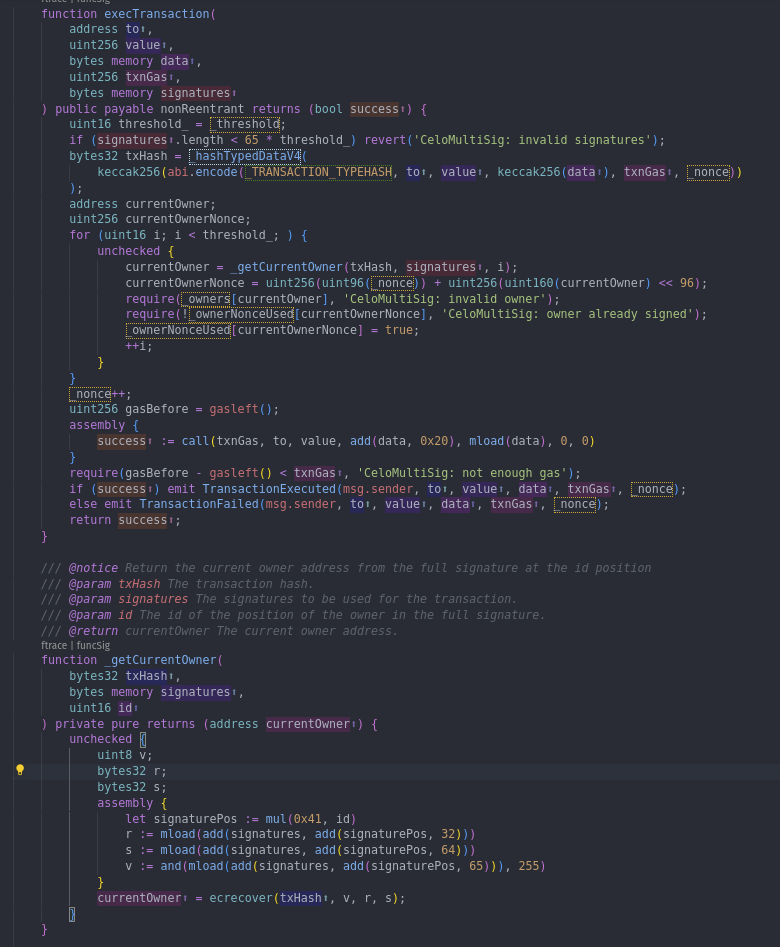 ftrace | funcSig
function execTransaction(
address to↑,
uint256 value↑,
bytes memory data↑,
uint256 txnGas↑,
bytes memory signatures↑
) public payable nonReentrant returns (bool success↑) {
uint16 threshold_ = _threshold;
if (signatures↑.length < 65 * threshold_) revert('CeloMultiSig: invalid signatures');
bytes32 txHash = _hashTypedDataV4(
keccak256(abi.encode(_TRANSACTION_TYPEHASH, to↑, value↑, keccak256(data↑), txnGas↑, _nonce))
);
address currentOwner;
uint256 currentOwnerNonce;
for (uint16 i; i < threshold_; ) {
unchecked {
currentOwner = _getCurrentOwner(txHash, signatures↑, i);
currentOwnerNonce = uint256(uint96(_nonce)) + uint256(uint160(currentOwner) << 96);
require(_owners[currentOwner], 'CeloMultiSig: invalid owner');
require(!_ownerNonceUsed[currentOwnerNonce], 'CeloMultiSig: owner already signed');
_ownerNonceUsed[currentOwnerNonce] = true;
++i;
}
}
_nonce++;
uint256 gasBefore = gasleft();
assembly {
success↑ := call(txnGas, to, value, add(data, 0x20), mload(data), 0, 0)
}
require(gasBefore - gasleft() < txnGas↑, 'CeloMultiSig: not enough gas');
if (success↑) emit TransactionExecuted(msg.sender, to↑, value↑, data↑, txnGas↑, _nonce);
else emit TransactionFailed(msg.sender, to↑, value↑, data↑, txnGas↑, _nonce);
return success↑;
}
/// @notice Return the current owner address from the full signature at the id position
/// @param txHash The transaction hash.
/// @param signatures The signatures to be used for the transaction.
/// @param id The id of the position of the owner in the full signature.
/// @return currentOwner The current owner address.
ftrace | funcSig
function _getCurrentOwner(
bytes32 txHash↑,
bytes memory signatures↑,
uint16 id↑
) private pure returns (address currentOwner↑) {
unchecked {
uint8 v;
bytes32 r;
bytes32 s;
assembly {
let signaturePos := mul(0x41, id)
r := mload(add(signatures, add(signaturePos, 32)))
s := mload(add(signatures, add(signaturePos, 64)))
v := and(mload(add(signatures, add(signaturePos, 65))), 255)
}
currentOwner↑ = ecrecover(txHash↑, v, r, s);
}
}